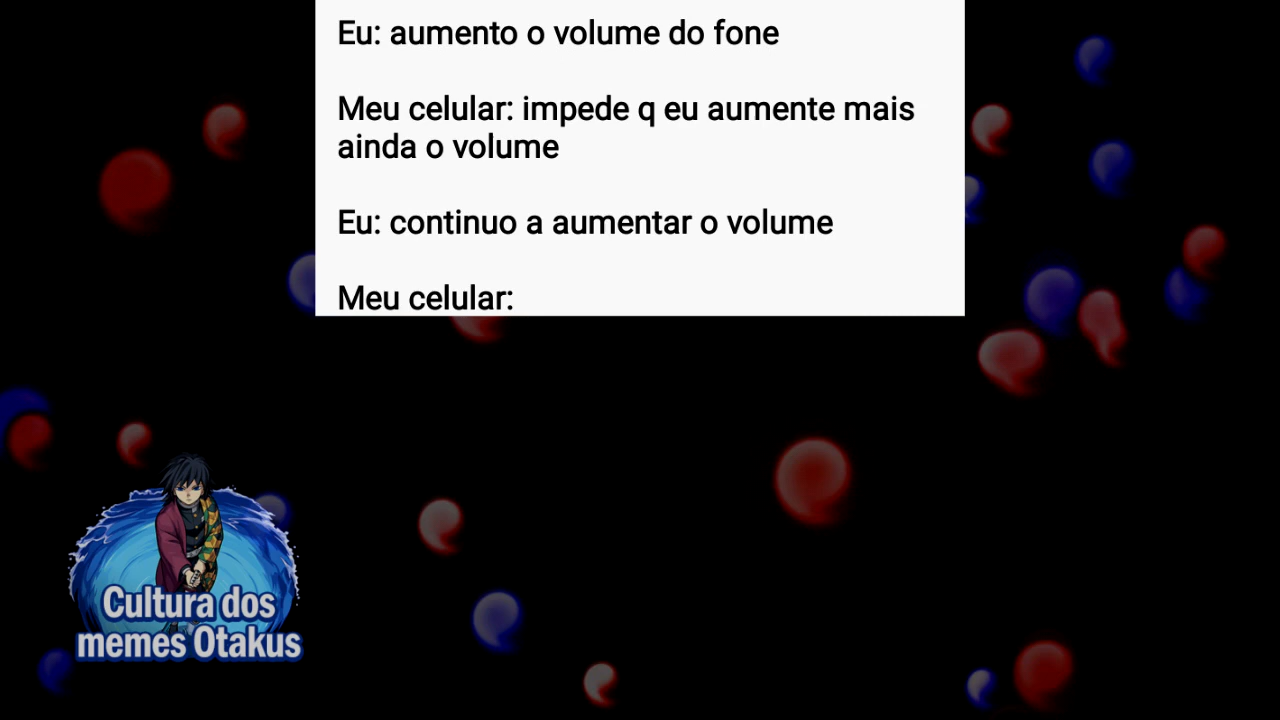 Eu: aumento o volume do fone
Meu celular: impede q eu aumente mais
ainda o volume
Eu: continuo a aumentar o volume
Meu celular:
Cultura dos
memes Otakus